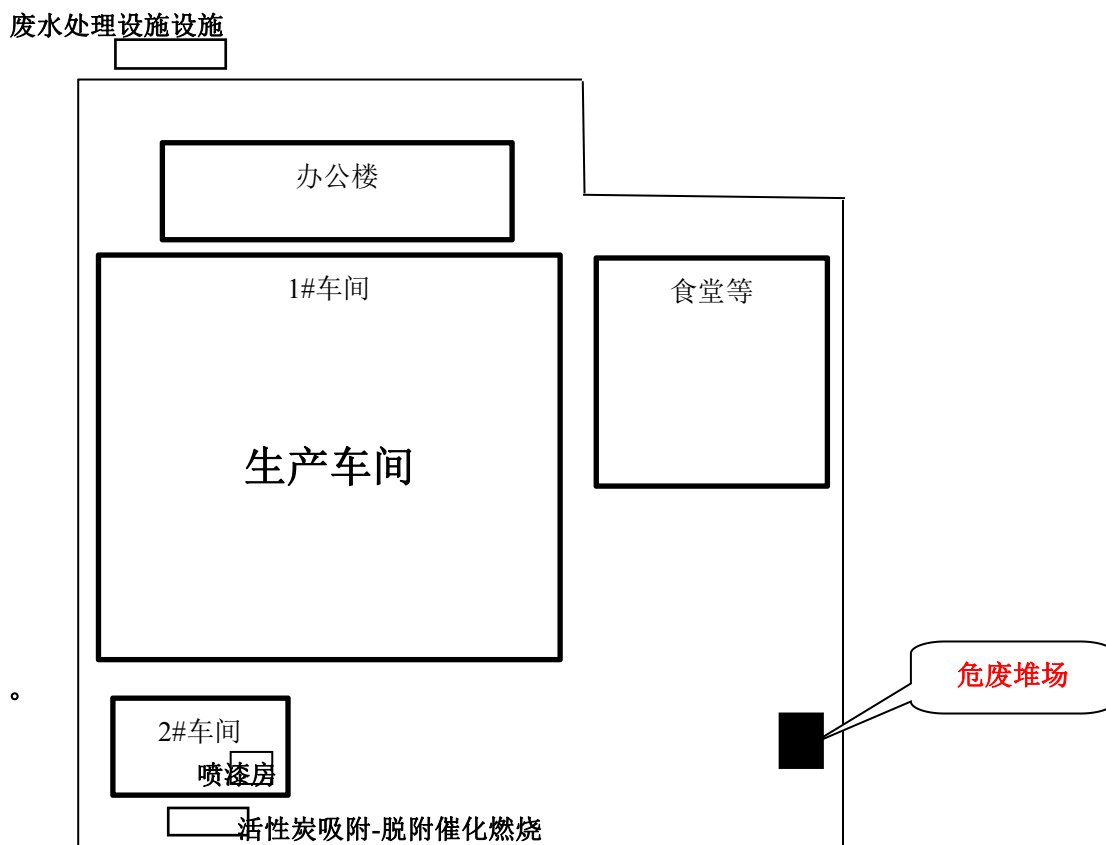 废水处理设施设施
办公楼
1#车间
食堂等
生产车间
危废堆场
。
2#车间
喷漆房
活性炭吸附-脱附催化燃烧